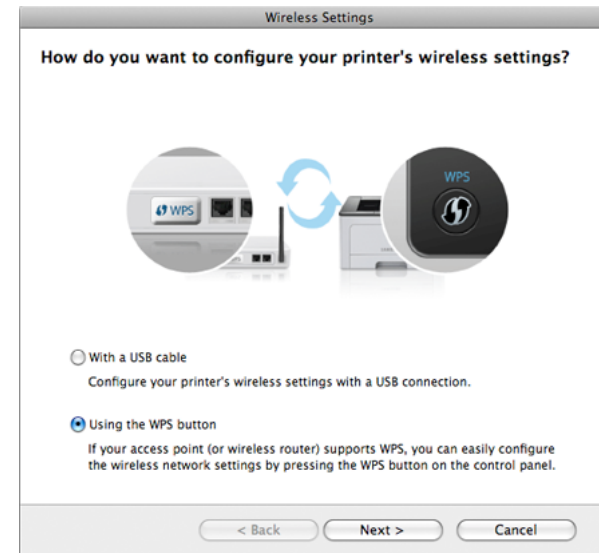 Wireless Settings
How do you want to configure your printer's wireless settings?
WPS
WPS
With a USB cable
Configure your printer's wireless settings with a USB connection.
Using the WPS button
If your access point (or wireless router) supports WPS, you can easily configure
the wireless network settings by pressing the WPS button on the control panel.
< Back Next > Cancel